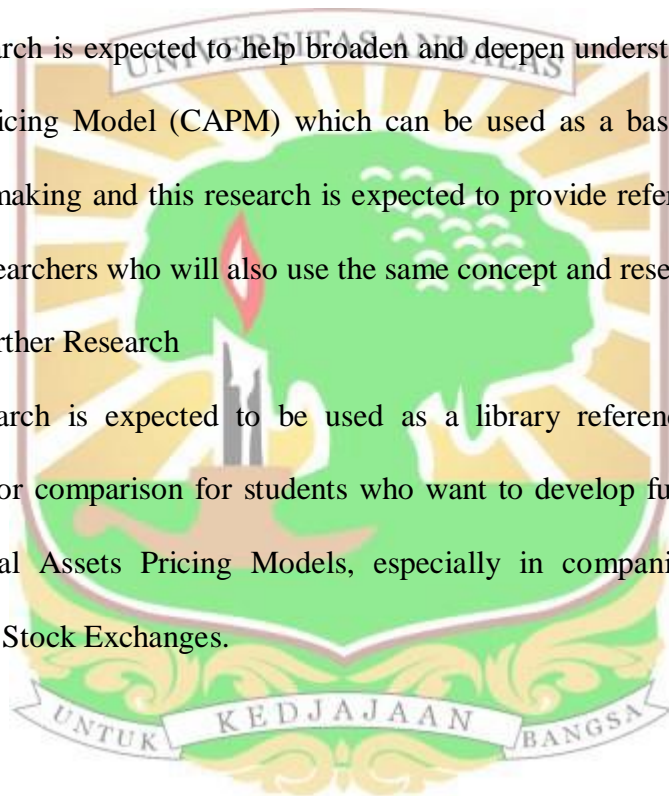 UNIVERSITAS ANDALAS
arch is expected to help broaden and deepen underst
icing Model (CAPM) which can be used as a bas
making and this research is expected to provide refer
earchers who will also use the same concept and rese
rther Research
arch is expected to be used as a library referenc
or comparison for students who want to develop fu
al Assets Pricing Models, especially in compani
Stock Exchanges.
UNTUK KEDJAJAAN BANGSA